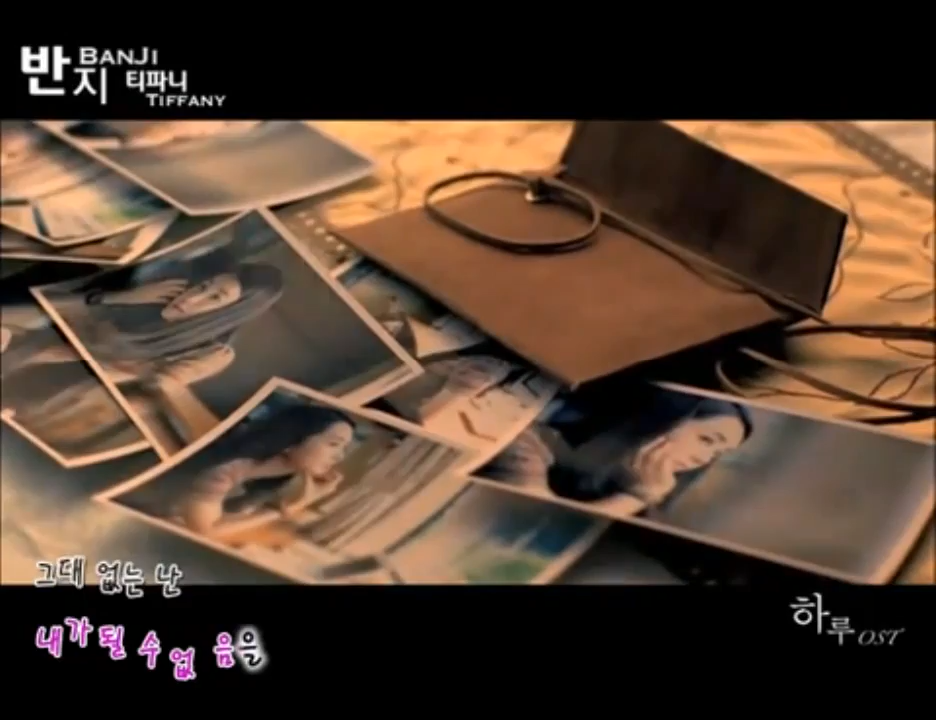 반지 BANJI
티파니
TIFFANY
그대 없는 난
내가 될 수 없 음을
하루 OST